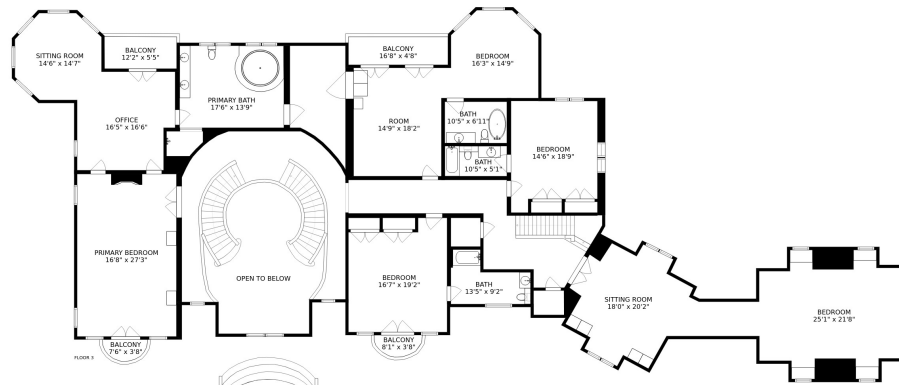 SITTING ROOM
14'6" x 14'7"
BALCONY
12'2" x 5'5"
BALCONY
16'8" x 4'8"
BEDROOM
16'3" x 14'9"
PRIMARY BATH
17'6" x 13'9"
OFFICE
16'5" x 16'6"
ROOM
14'9" x 18'2"
BATH
10'5" x 6'11"
BATH
10'5" x 5'1"
BEDROOM
14'6" x 18'9"
PRIMARY BEDROOM
16'8" x 27'3"
OPEN TO BELOW
BEDROOM
16'7" x 19'2"
BATH
13'5" x 9'2"
SITTING ROOM
18'0" x 20'2"
BEDROOM
25'1" x 21'8"
BALCONY
7'6" x 3'8"
BALCONY
8'1" x 3'8"
FLOOR 3